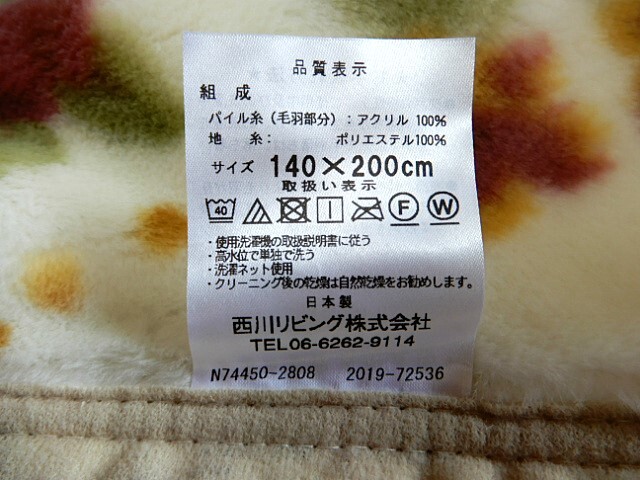 品質表示
組 成
パイル糸(毛羽部分):アクリル 100%
地 糸: ポリエステル100%
サイズ 140×200cm
取扱い表示
40 F W
・使用洗濯機の取扱説明書に従う
・高水位で単独で洗う
・洗濯ネット使用
・クリーニング後の乾燥は自然乾燥をお勧めします。
日本製
西川リビング株式会社
TEL06-6262-9114
N74450-2808 2019-72536